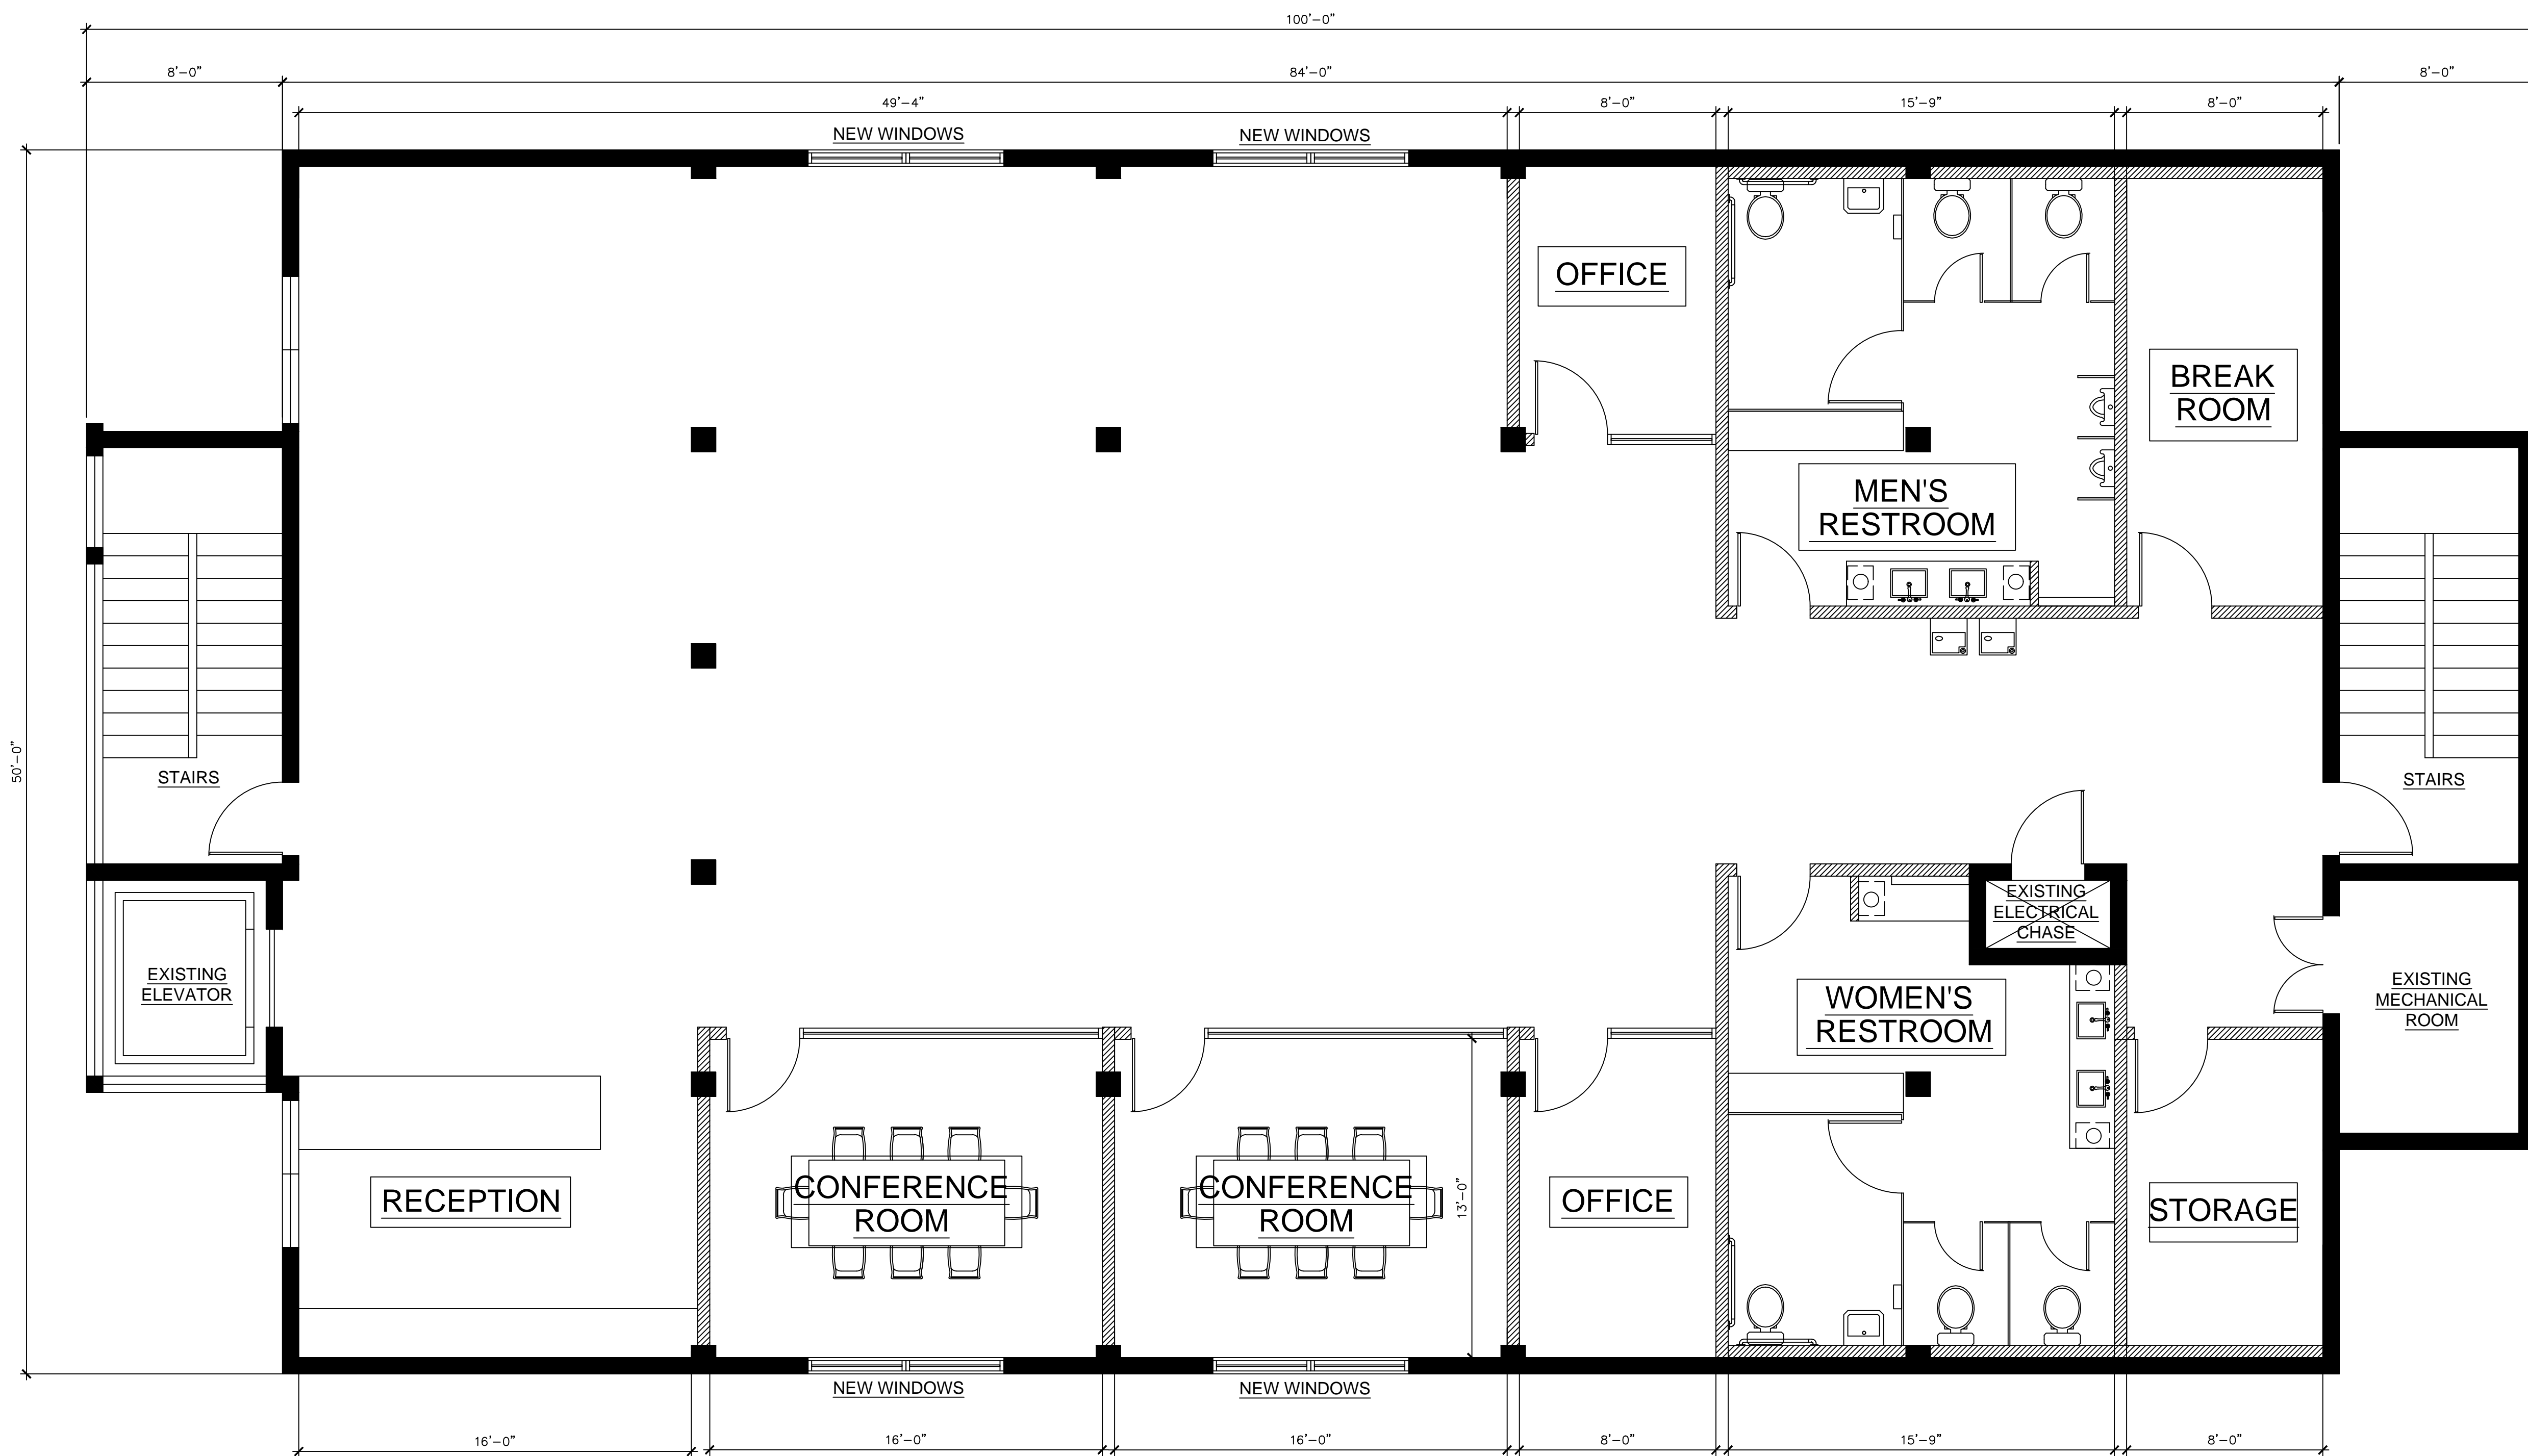 100'-0"
8'-0"
84'-0"
8'-0"
49'-4"
8'-0"
15'-9"
8'-0"
NEW WINDOWS
NEW WINDOWS
OFFICE
BREAK
ROOM
MEN'S
RESTROOM
50'-0"
STAIRS
STAIRS
EXISTING
ELECTRICAL
CHASE
EXISTING
ELEVATOR
WOMEN'S
RESTROOM
EXISTING
MECHANICAL
ROOM
RECEPTION
CONFERENCE
ROOM
CONFERENCE
ROOM
13'-0"
OFFICE
STORAGE
NEW WINDOWS
NEW WINDOWS
16'-0"
16'-0"
16'-0"
8'-0"
15'-9"
8'-0"